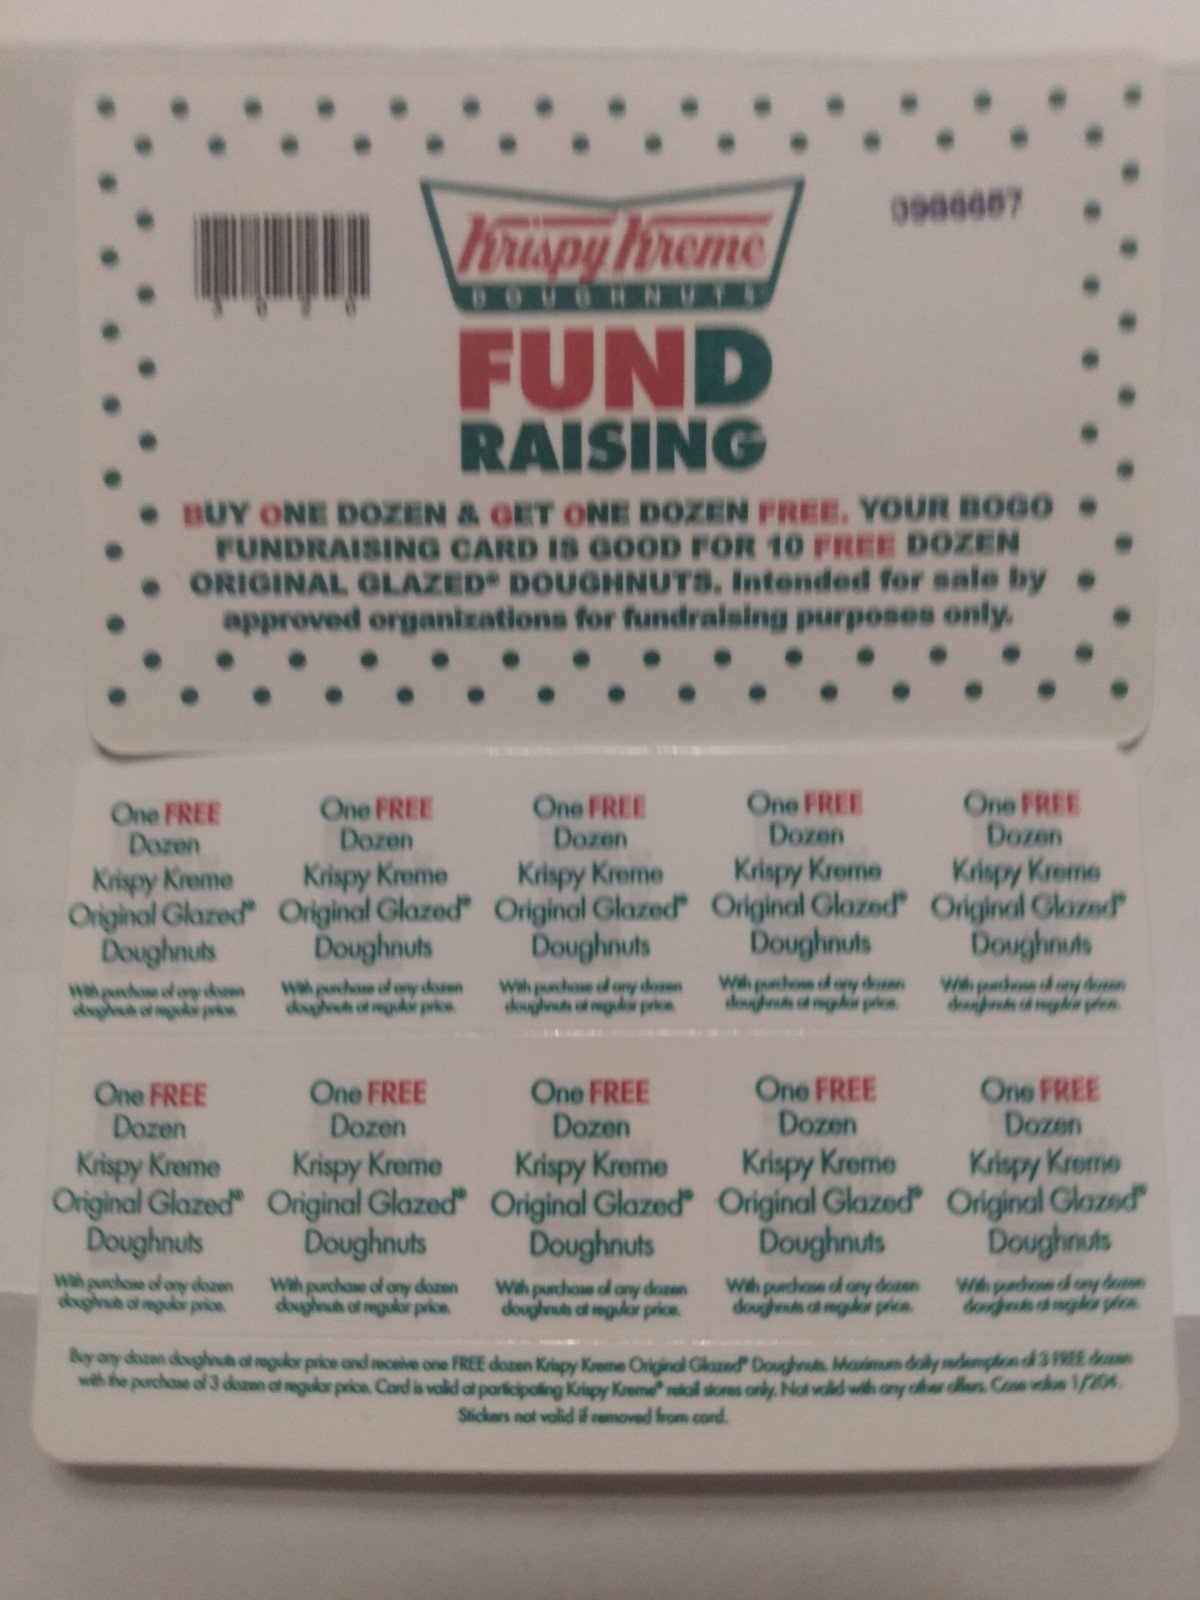 Krispy Kreme
DOUGHNUTS
FUND
RAISING
BUY ONE DOZEN & GET ONE DOZEN FREE. YOUR BOGO
FUNDRAISING CARD IS GOOD FOR 10 FREE DOZEN
ORIGINAL GLAZED® DOUGHNUTS. Intended for sale by
approved organizations for fundraising purposes only.
One FREE
Dozen
Krispy Kreme
Original Glazed®
Doughnuts
With purchase of any dozen
doughnuts at regular price.
One FREE
Dozen
Krispy Kreme
Original Glazed®
Doughnuts
With purchase of any dozen
doughnuts at regular price.
One FREE
Dozen
Krispy Kreme
Original Glazed®
Doughnuts
With purchase of any dozen
doughnuts at regular price.
One FREE
Dozen
Krispy Kreme
Original Glazed®
Doughnuts
With purchase of any dozen
doughnuts at regular price.
One FREE
Dozen
Krispy Kreme
Original Glazed®
Doughnuts
With purchase of any dozen
doughnuts at regular price.
One FREE
Dozen
Krispy Kreme
Original Glazed®
Doughnuts
With purchase of any dozen
doughnuts at regular price.
One FREE
Dozen
Krispy Kreme
Original Glazed®
Doughnuts
With purchase of any dozen
doughnuts at regular price.
One FREE
Dozen
Krispy Kreme
Original Glazed®
Doughnuts
With purchase of any dozen
doughnuts at regular price.
One FREE
Dozen
Krispy Kreme
Original Glazed®
Doughnuts
With purchase of any dozen
doughnuts at regular price.
One FREE
Dozen
Krispy Kreme
Original Glazed®
Doughnuts
With purchase of any dozen
doughnuts at regular price.
Buy any dozen doughnuts at regular price and receive one FREE dozen Krispy Kreme Original Glazed® Doughnuts. Maximum daily redemption of 3 FREE dozen
with the purchase of 3 dozen at regular price. Card is valid at participating Krispy Kreme® retail stores only. Not valid with any other offers. Case value 1/20¢.
Stickers not valid if removed from card.